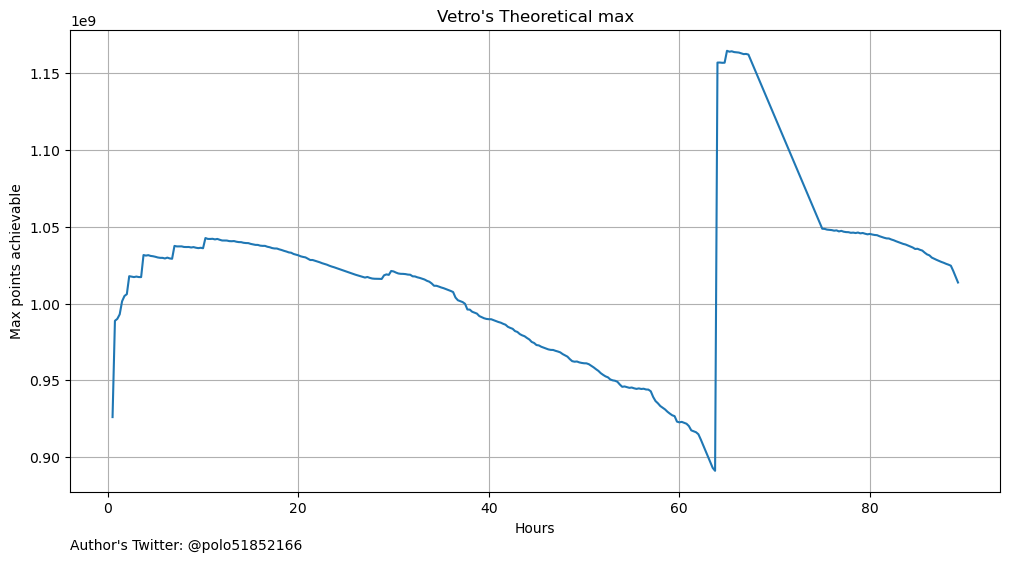 Vetro's Theoretical max
1e9
Max points achievable
1.15
1.10
1.05
1.00
0.95
0.90
0 20 40 60 80
Hours
Author's Twitter: @polo51852166